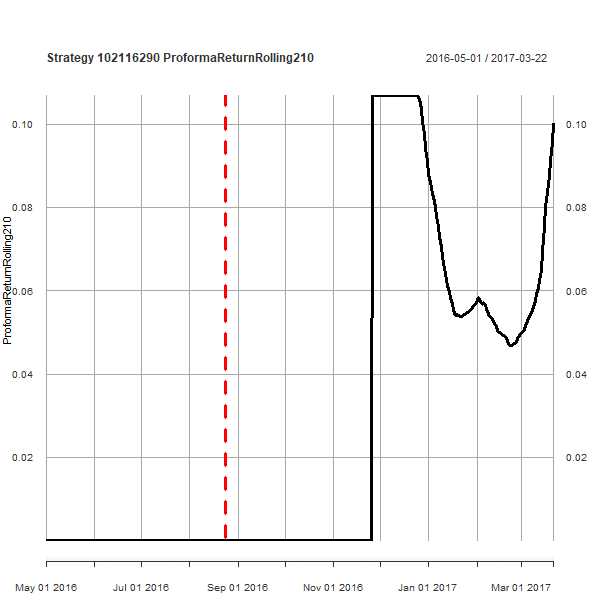 Strategy 102116290 ProformaReturnRolling210
2016-05-01 / 2017-03-22
ProformaReturnRolling210
0.10
0.10
0.08
0.08
0.06
0.06
0.04
0.04
0.02
0.02
May 01 2016
Jul 01 2016
Sep 01 2016
Nov 01 2016
Jan 01 2017
Mar 01 2017